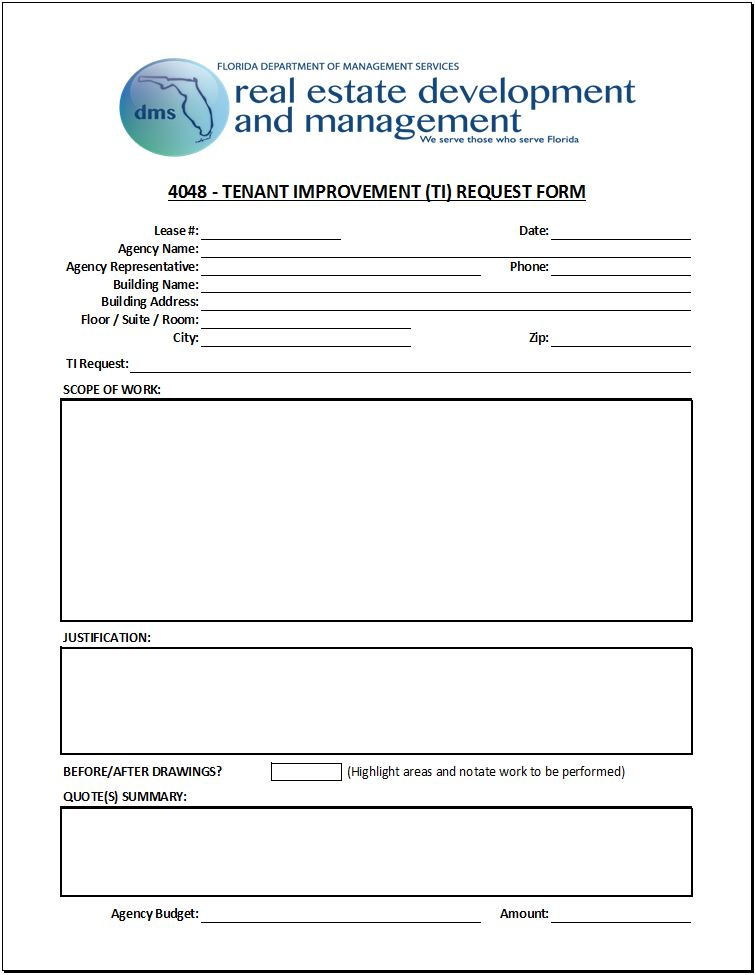 FLORIDA DEPARTMENT OF MANAGEMENT SERVICES
dms
real estate development
and management
We serve those who serve Florida
4048 - TENANT IMPROVEMENT (TI) REQUEST FORM
Lease #: Date:
Agency Name:
Agency Representative: Phone:
Building Name:
Building Address:
Floor / Suite / Room:
City: Zip:
TI Request:
SCOPE OF WORK:
JUSTIFICATION:
BEFORE/AFTER DRAWINGS? (Highlight areas and notate work to be performed)
QUOTE(S) SUMMARY:
Agency Budget: Amount: